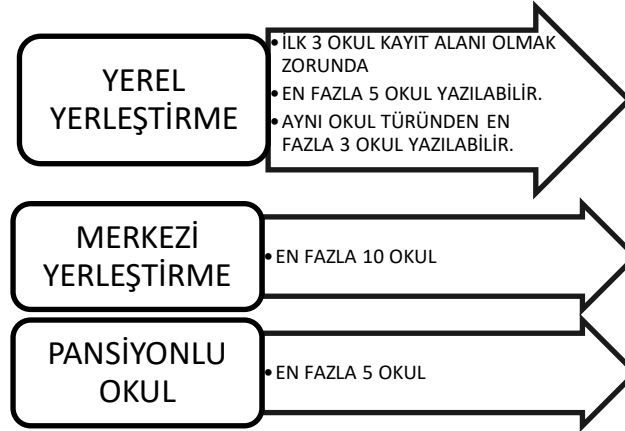 YEREL
YERLEŞTİRME
• İLK 3 OKUL KAYIT ALANI OLMAK
ZORUNDA
• EN FAZLA 5 OKUL YAZILABİLİR.
• AYNI OKUL TÜRÜNDEN EN
FAZLA 3 OKUL YAZILABİLİR.
MERKEZİ
YERLEŞTİRME
• EN FAZLA 10 OKUL
PANSİYONLU
OKUL
• EN FAZLA 5 OKUL